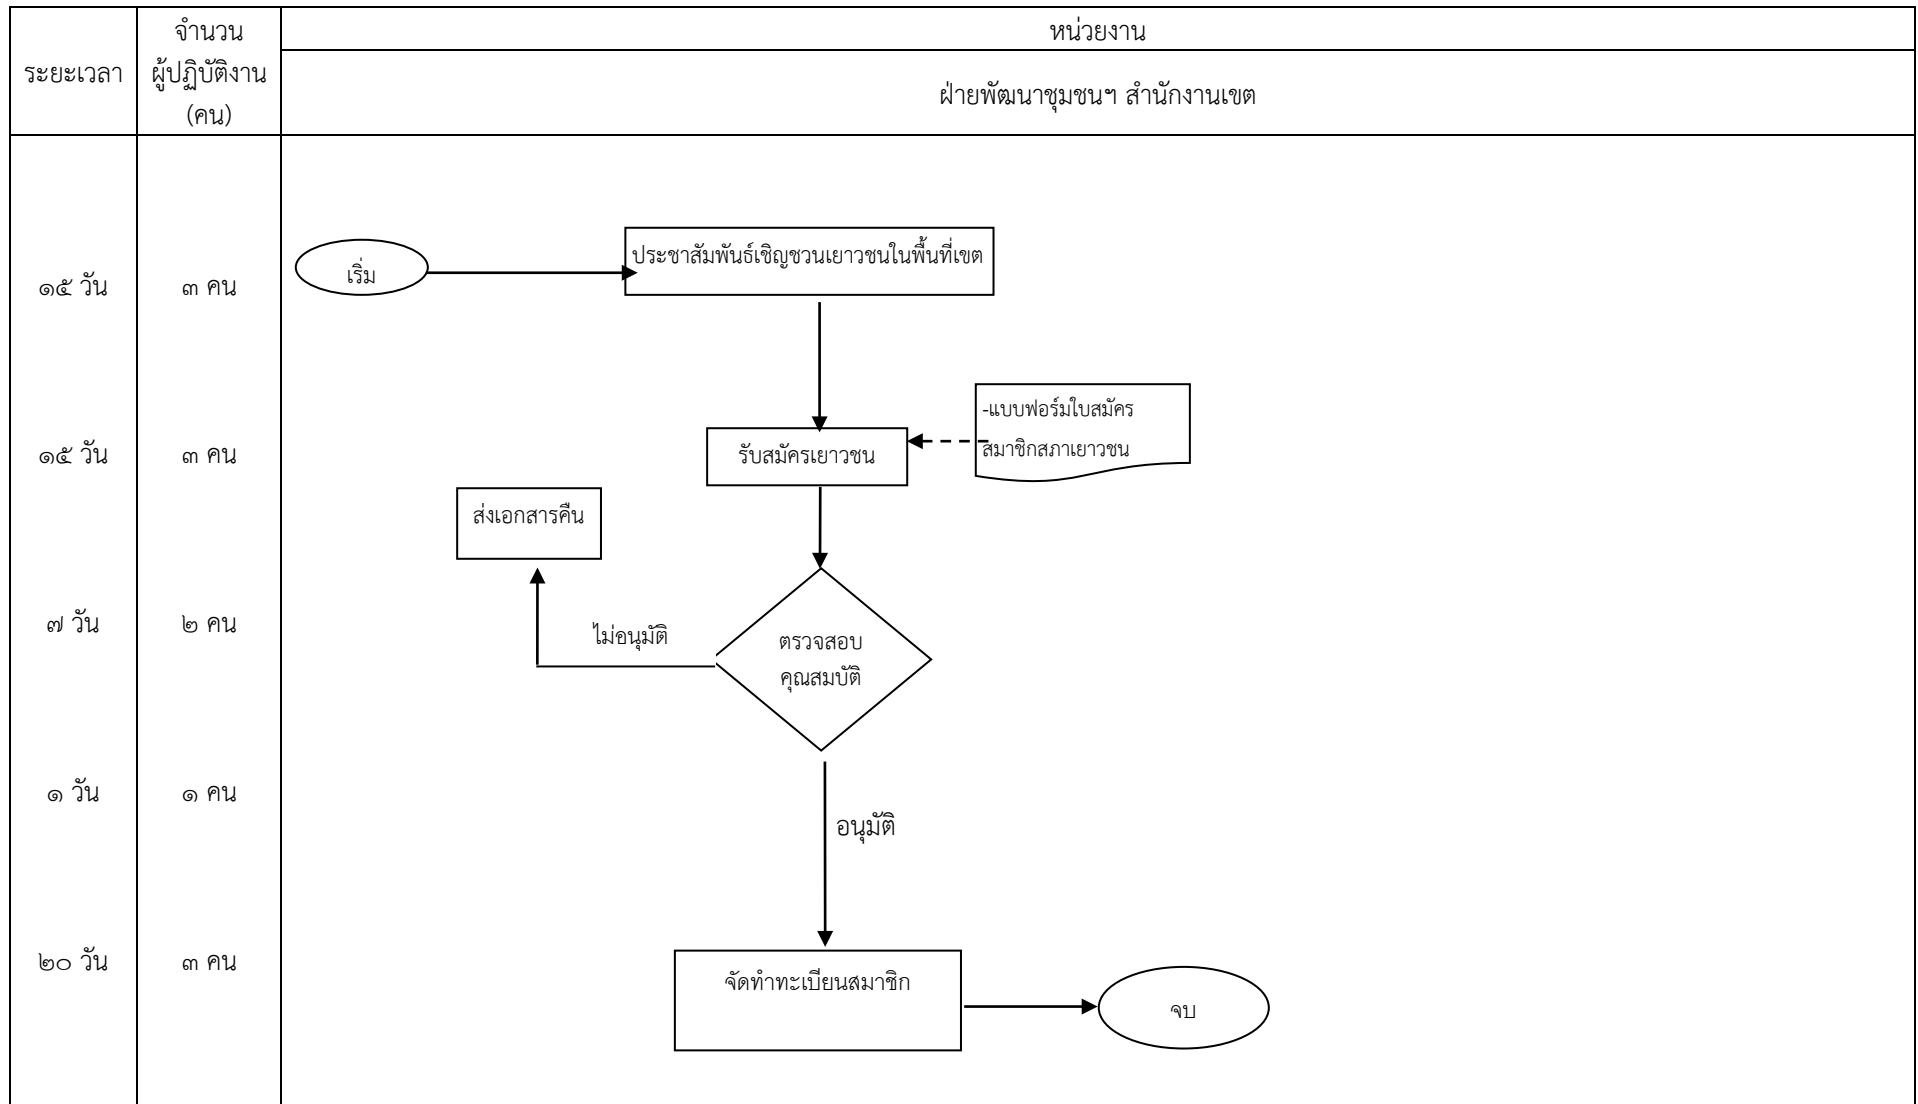 ระยะเวลา
จำนวน
ผู้ปฏิบัติงาน
(คน)
หน่วยงาน
ฝ่ายพัฒนาชุมชนฯ สำนักงานเขต
เริ่ม
ประชาสัมพันธ์เชิญชวนเยาวชนในพื้นที่เขต
๑๕ วัน
๓ คน
-แบบฟอร์มใบสมัคร
สมาชิกสภาเยาวชน
๑๕ วัน
๓ คน
รับสมัครเยาวชน
ส่งเอกสารคืน
๗ วัน
๒ คน
ไม่อนุมัติ
ตรวจสอบ
คุณสมบัติ
๑ วัน
๑ คน
อนุมัติ
๒๐ วัน
๓ คน
จัดทำทะเบียนสมาชิก
จบ